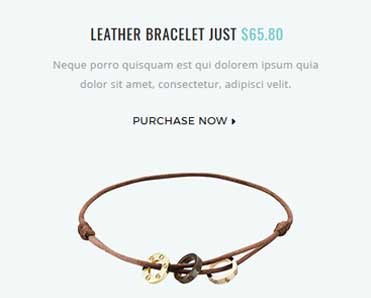 LEATHER BRACELET JUST $65.80
Neque porro quisquam est qui dolorem ipsum quia
dolor sit amet, consectetur, adipisci velit.
PURCHASE NOW